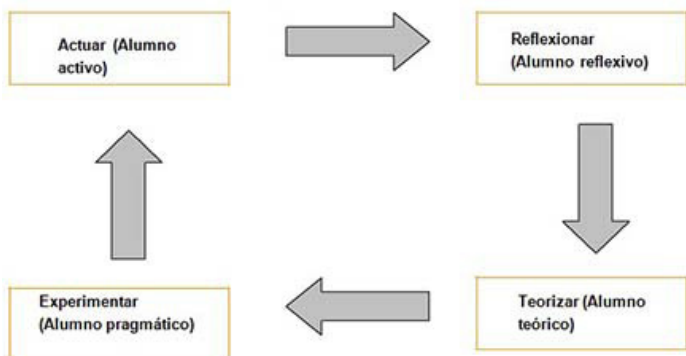 Actuar (Alumno
activo)
Reflexionar
(Alumno reflexivo)
Experimentar
(Alumno pragmático)
Teorizar (Alumno
teórico)